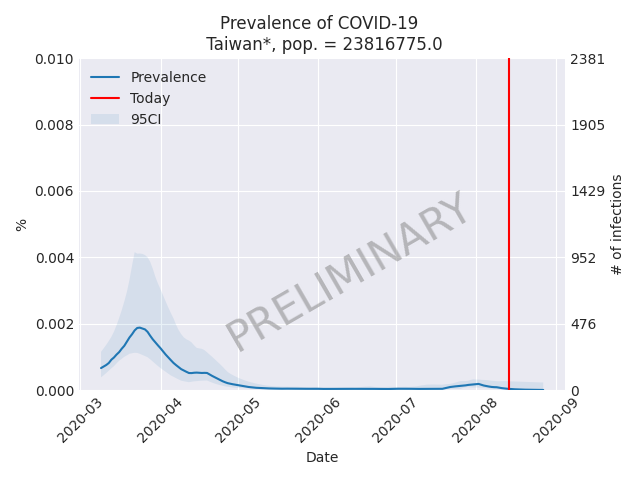 Prevalence of COVID-19
Taiwan*, pop. = 23816775.0
Prevalence
Today
95CI
0.010
0.008
0.006
0.004
0.002
0.000
%
2381
1905
1429
952
476
0
# of infections
PRELIMINARY
2020-03
2020-04
2020-05
2020-06
2020-07
2020-08
2020-09
Date